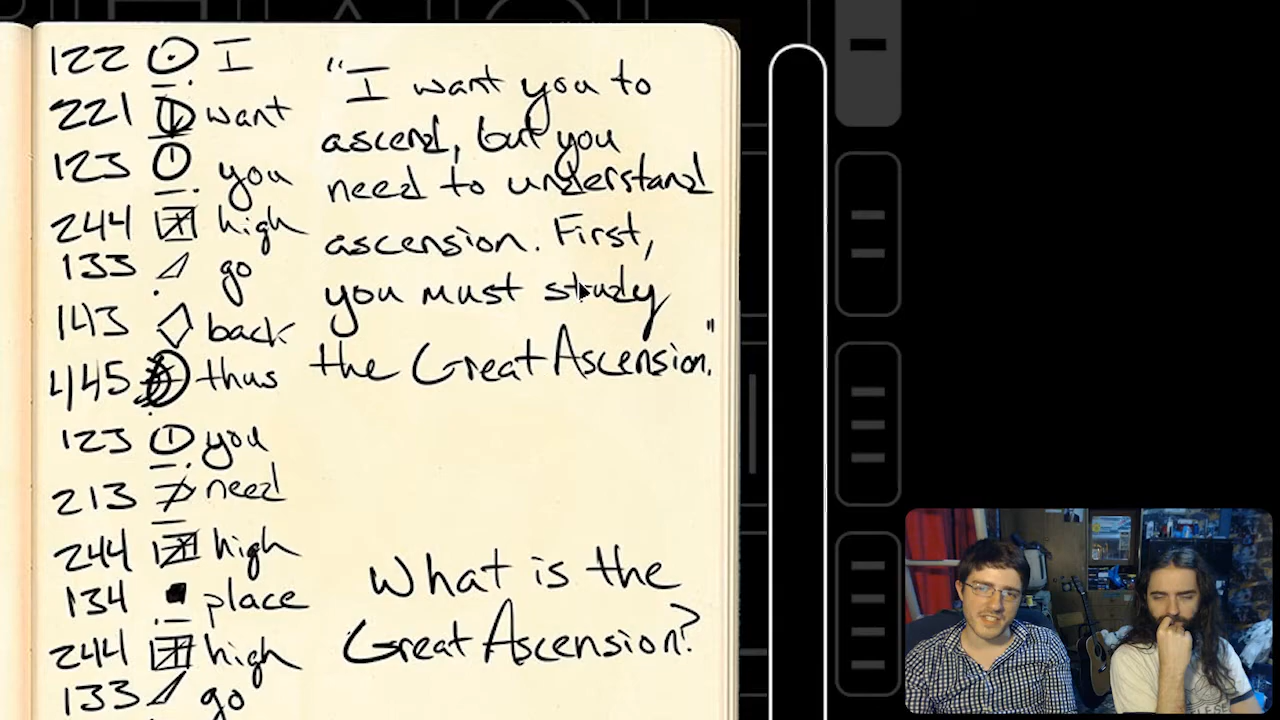 122 I
221 want
123 you
244 high
133 go
143 back
445 thus
123 you
213 need
244 high
134 place
244 high
133 go
"I want you to
ascend, but you
need to understand
ascension. First,
you must study
the Great Ascension."
What is the
Great Ascension?